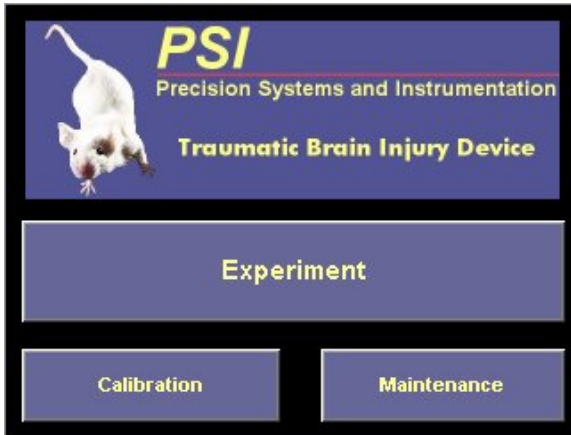 PSI
Precision Systems and Instrumentation
Traumatic Brain Injury Device
Experiment
Calibration
Maintenance